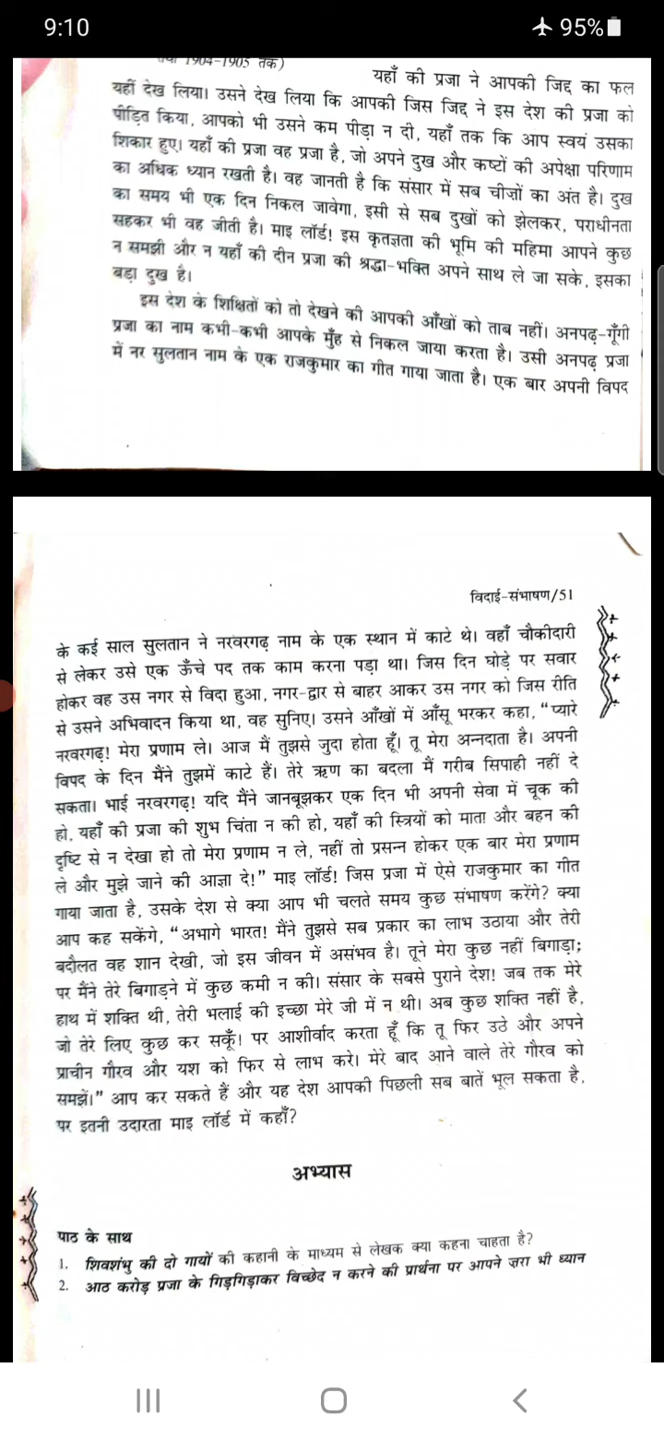 9:10
95%
1904-1905 तक)
यहाँ की प्रजा ने आपकी जिद्द का फल
यहीं देख लिया। उसने देख लिया कि आपकी जिस जिद्द ने इस देश की प्रजा को
पीड़ित किया, आपको भी उसने कम पीड़ा न दी, यहाँ तक कि आप स्वयं उसका
शिकार हुए। यहाँ की प्रजा वह प्रजा है, जो अपने दुख और कष्टों की अपेक्षा परिणाम
का अधिक ध्यान रखती है। वह जानती है कि संसार में सब चीज़ों का अंत है। दुख
का समय भी एक दिन निकल जावेगा, इसी से सब दुखों को झेलकर, पराधीनता
सहकर भी वह जीती है। माइ लॉर्ड! इस कृतज्ञता की भूमि की महिमा आपने कुछ
न समझी और न यहाँ की दीन प्रजा की श्रद्धा-भक्ति अपने साथ ले जा सके, इसका
बड़ा दुख है।
इस देश के शिक्षितों को तो देखने की आपकी आँखों को ताब नहीं। अनपढ़-गूँगी
प्रजा का नाम कभी-कभी आपके मुँह से निकल जाया करता है। उसी अनपढ़ प्रजा
में नर सुलतान नाम के एक राजकुमार का गीत गाया जाता है। एक बार अपनी विपद
विदाई-संभाषण/51
के कई साल सुलतान ने नरवरगढ़ नाम के एक स्थान में काटे थे। वहाँ चौकीदारी
से लेकर उसे एक ऊँचे पद तक काम करना पड़ा था। जिस दिन घोड़े पर सवार
होकर वह उस नगर से विदा हुआ, नगर-द्वार से बाहर आकर उस नगर को जिस रीति
से उसने अभिवादन किया था, वह सुनिए। उसने आँखों में आँसू भरकर कहा, "प्यारे
नरवरगढ़! मेरा प्रणाम ले। आज मैं तुझसे जुदा होता हूँ। तू मेरा अन्नदाता है। अपनी
विपद के दिन मैंने तुझमें काटे हैं। तेरे ऋण का बदला मैं गरीब सिपाही नहीं दे
सकता। भाई नरवरगढ़! यदि मैंने जानबूझकर एक दिन भी अपनी सेवा में चूक की
हो, यहाँ की प्रजा की शुभ चिंता न की हो, यहाँ की स्त्रियों को माता और बहन की
दृष्टि से न देखा हो तो मेरा प्रणाम न ले, नहीं तो प्रसन्न होकर एक बार मेरा प्रणाम
ले और मुझे जाने की आज्ञा दे!" माइ लॉर्ड! जिस प्रजा में ऐसे राजकुमार का गीत
गाया जाता है, उसके देश से क्या आप भी चलते समय कुछ संभाषण करेंगे? क्या
आप कह सकेंगे, "अभागे भारत! मैंने तुझसे सब प्रकार का लाभ उठाया और तेरी
बदौलत वह शान देखी, जो इस जीवन में असंभव है। तूने मेरा कुछ नहीं बिगाड़ा;
पर मैंने तेरे बिगाड़ने में कुछ कमी न की। संसार के सबसे पुराने देश! जब तक मेरे
हाथ में शक्ति थी, तेरी भलाई की इच्छा मेरे जी में न थी। अब कुछ शक्ति नहीं है,
जो तेरे लिए कुछ कर सकूँ। पर आशीर्वाद करता हूँ कि तू फिर उठे और अपने
प्राचीन गौरव और यश को फिर से लाभ करे। मेरे बाद आने वाले तेरे गौरव को
समझें।" आप कर सकते हैं और यह देश आपकी पिछली सब बातें भूल सकता है,
पर इतनी उदारता माइ लॉर्ड में कहाँ?
अभ्यास
पाठ के साथ
1. शिवशंभु की दो गायों की कहानी के माध्यम से लेखक क्या कहना चाहता है?
2. आठ करोड़ प्रजा के गिड़गिड़ाकर विच्छेद न करने की प्रार्थना पर आपने ज़रा भी ध्यान